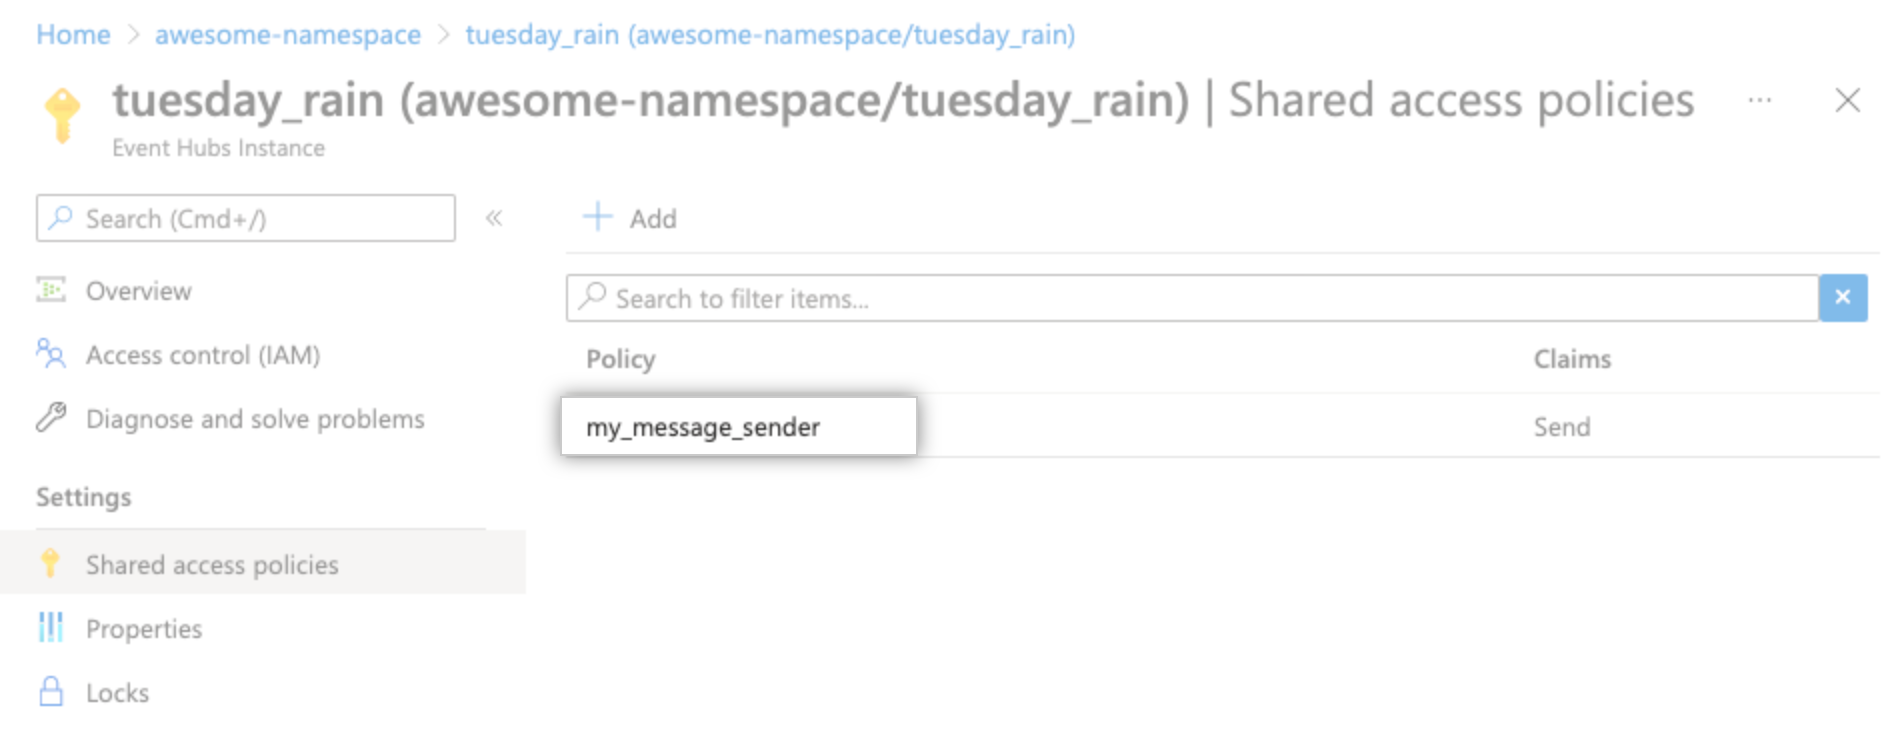 Home > awesome-namespace > tuesday_rain (awesome-namespace/tuesday_rain)
tuesday_rain (awesome-namespace/tuesday_rain) | Shared access policies ...
Event Hubs Instance
Search (Cmd+/)
Overview
Access control (IAM)
Diagnose and solve problems
Settings
Shared access policies
Properties
Locks
Add
Search to filter items...
Policy Claims
my_message_sender Send